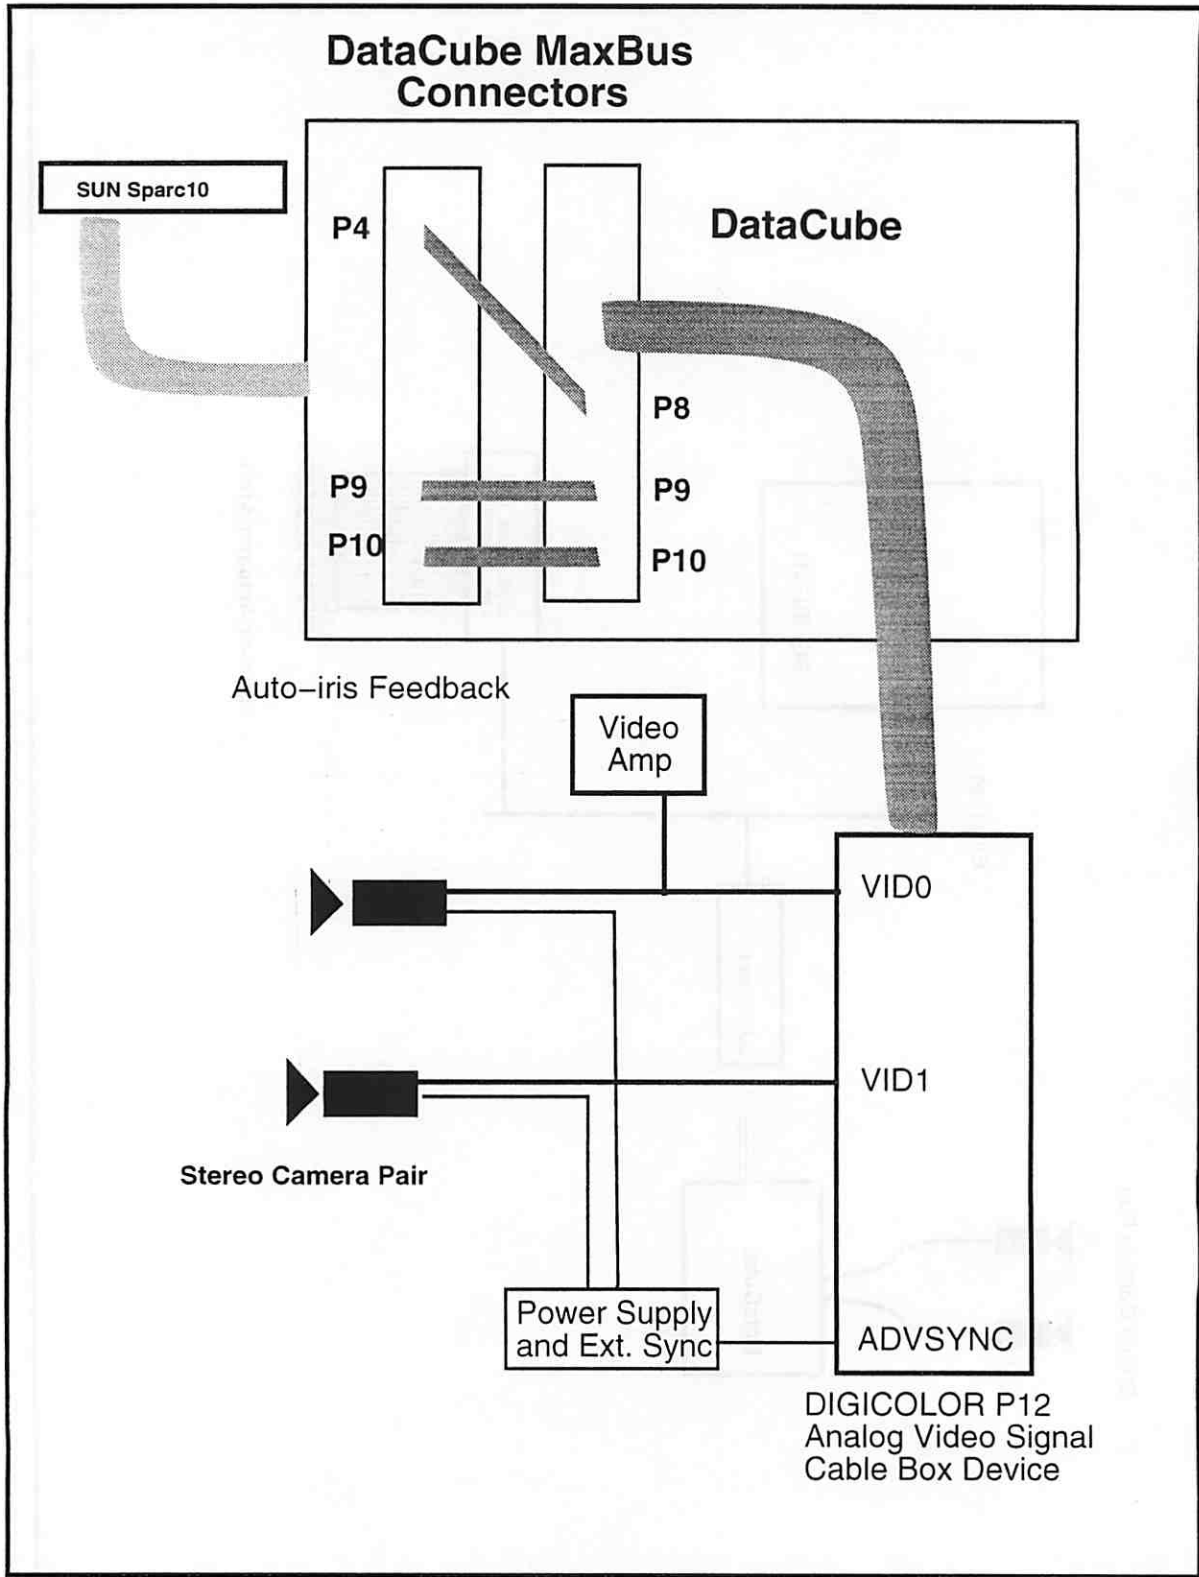 DataCube MaxBus
Connectors
SUN Sparc10
P4
DataCube
P8
P9
P9
P10
P10
Auto-iris Feedback
Video
Amp
VID0
VID1
Stereo Camera Pair
Power Supply
and Ext. Sync
ADVSYNC
DIGICOLOR P12
Analog Video Signal
Cable Box Device